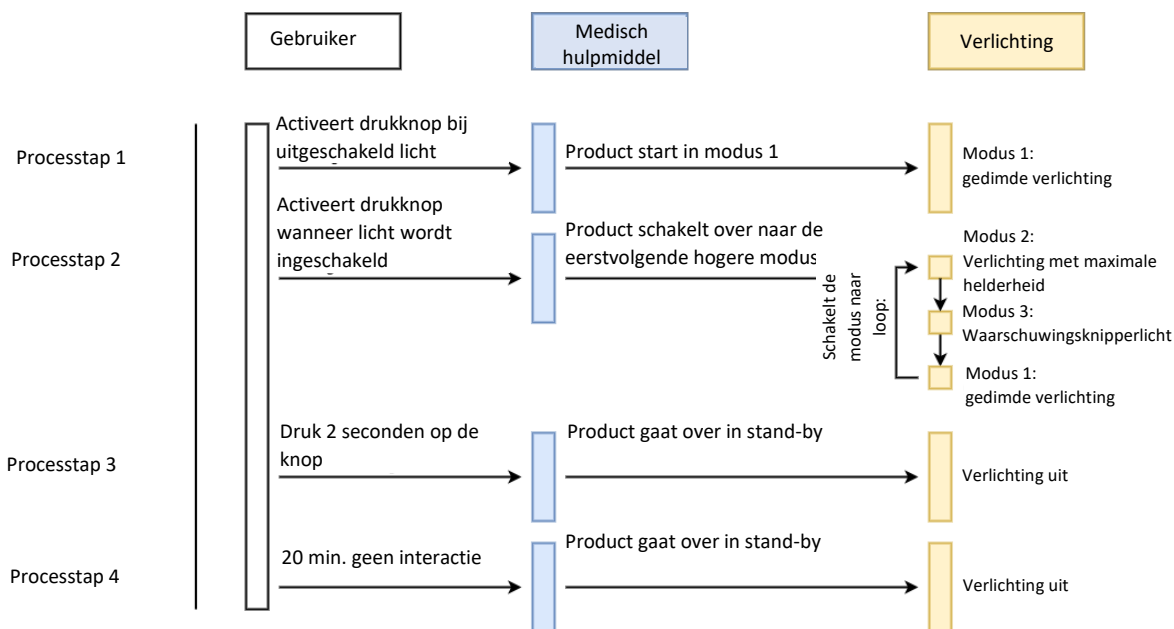 Gebruiker
Medisch
hulpmiddel
Verlichting
Processtap 1
Activeert drukknop bij
uitgeschakeld licht
Product start in modus 1
Modus 1:
gedimde verlichting
Processtap 2
Activeert drukknop
wanneer licht wordt
ingeschakeld
Product schakelt over naar de
eerstvolgende hogere modus
Schakelt de
modus naar
loop:
Modus 2:
Verlichting met maximale
helderheid
Modus 3:
Waarschuwingsknipperlicht
Modus 1:
gedimde verlichting
Processtap 3
Druk 2 seconden op de
knop
Product gaat over in stand-by
Verlichting uit
Processtap 4
20 min. geen interactie
Product gaat over in stand-by
Verlichting uit